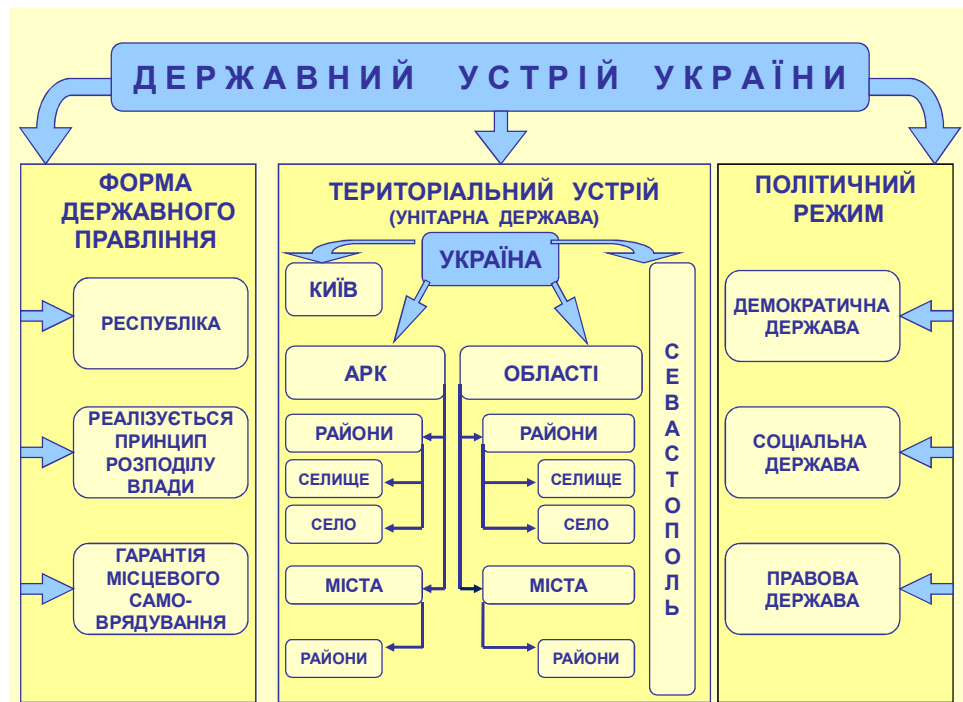 ДЕРЖАВНИЙ УСТРІЙ УКРАЇНИ
ФОРМА
ДЕРЖАВНОГО
ПРАВЛІННЯ
РЕСПУБЛІКА
РЕАЛІЗУЄТЬСЯ
ПРИНЦИП
РОЗПОДІЛУ
ВЛАДИ
ГАРАНТІЯ
МІСЦЕВОГО
САМО-
ВРЯДУВАННЯ
ТЕРИТОРІАЛЬНИЙ УСТРІЙ
(УНІТАРНА ДЕРЖАВА)
УКРАЇНА
КИЇВ
АРК
ОБЛАСТІ
РАЙОНИ
РАЙОНИ
СЕЛИЩЕ
СЕЛИЩЕ
СЕЛО
СЕЛО
МІСТА
МІСТА
РАЙОНИ
РАЙОНИ
СЕВАСТОПОЛЬ
ПОЛІТИЧНИЙ
РЕЖИМ
ДЕМОКРАТИЧНА
ДЕРЖАВА
СОЦІАЛЬНА
ДЕРЖАВА
ПРАВОВА
ДЕРЖАВА